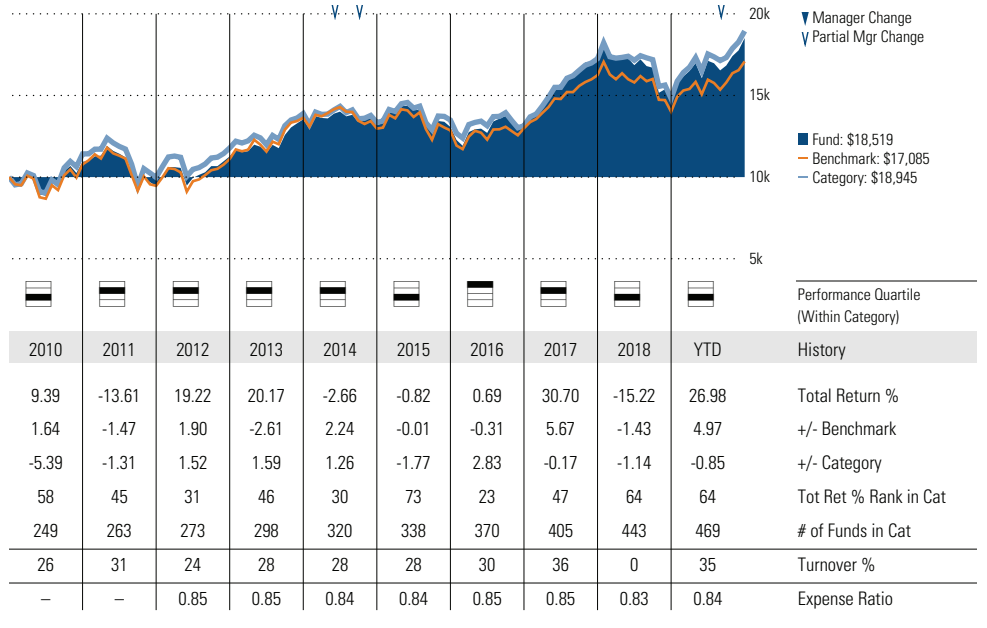 20k
Manager Change
Partial Mgr Change
15k
Fund: $18,519
Benchmark: $17,085
10k
Category: $18,945
5k
Performance Quartile
(Within Category)
2010 2011 2012 2013 2014 2015 2016 2017 2018 YTD History
9.39 -13.61 19.22 20.17 -2.66 -0.82 0.69 30.70 -15.22 26.98 Total Return %
1.64 -1.47 1.90 -2.61 2.24 -0.01 -0.31 5.67 -1.43 4.97 +/- Benchmark
-5.39 -1.31 1.52 1.59 1.26 -1.77 2.83 -0.17 -1.14 -0.85 +/- Category
58 45 31 46 30 73 23 47 64 64 Tot Ret % Rank in Cat
249 263 273 298 320 338 370 405 443 469 # of Funds in Cat
26 31 24 28 28 28 30 36 0 35 Turnover %
– – 0.85 0.85 0.84 0.84 0.85 0.85 0.83 0.84 Expense Ratio